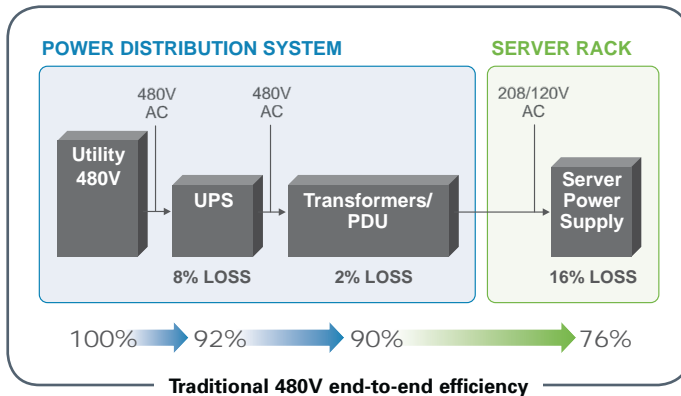 POWER DISTRIBUTION SYSTEM
SERVER RACK
480V
AC
480V
AC
208/120V
AC
Utility
480V
UPS
Transformers/
PDU
Server
Power
Supply
8% LOSS
2% LOSS
16% LOSS
100%
92%
90%
76%
Traditional 480V end-to-end efficiency